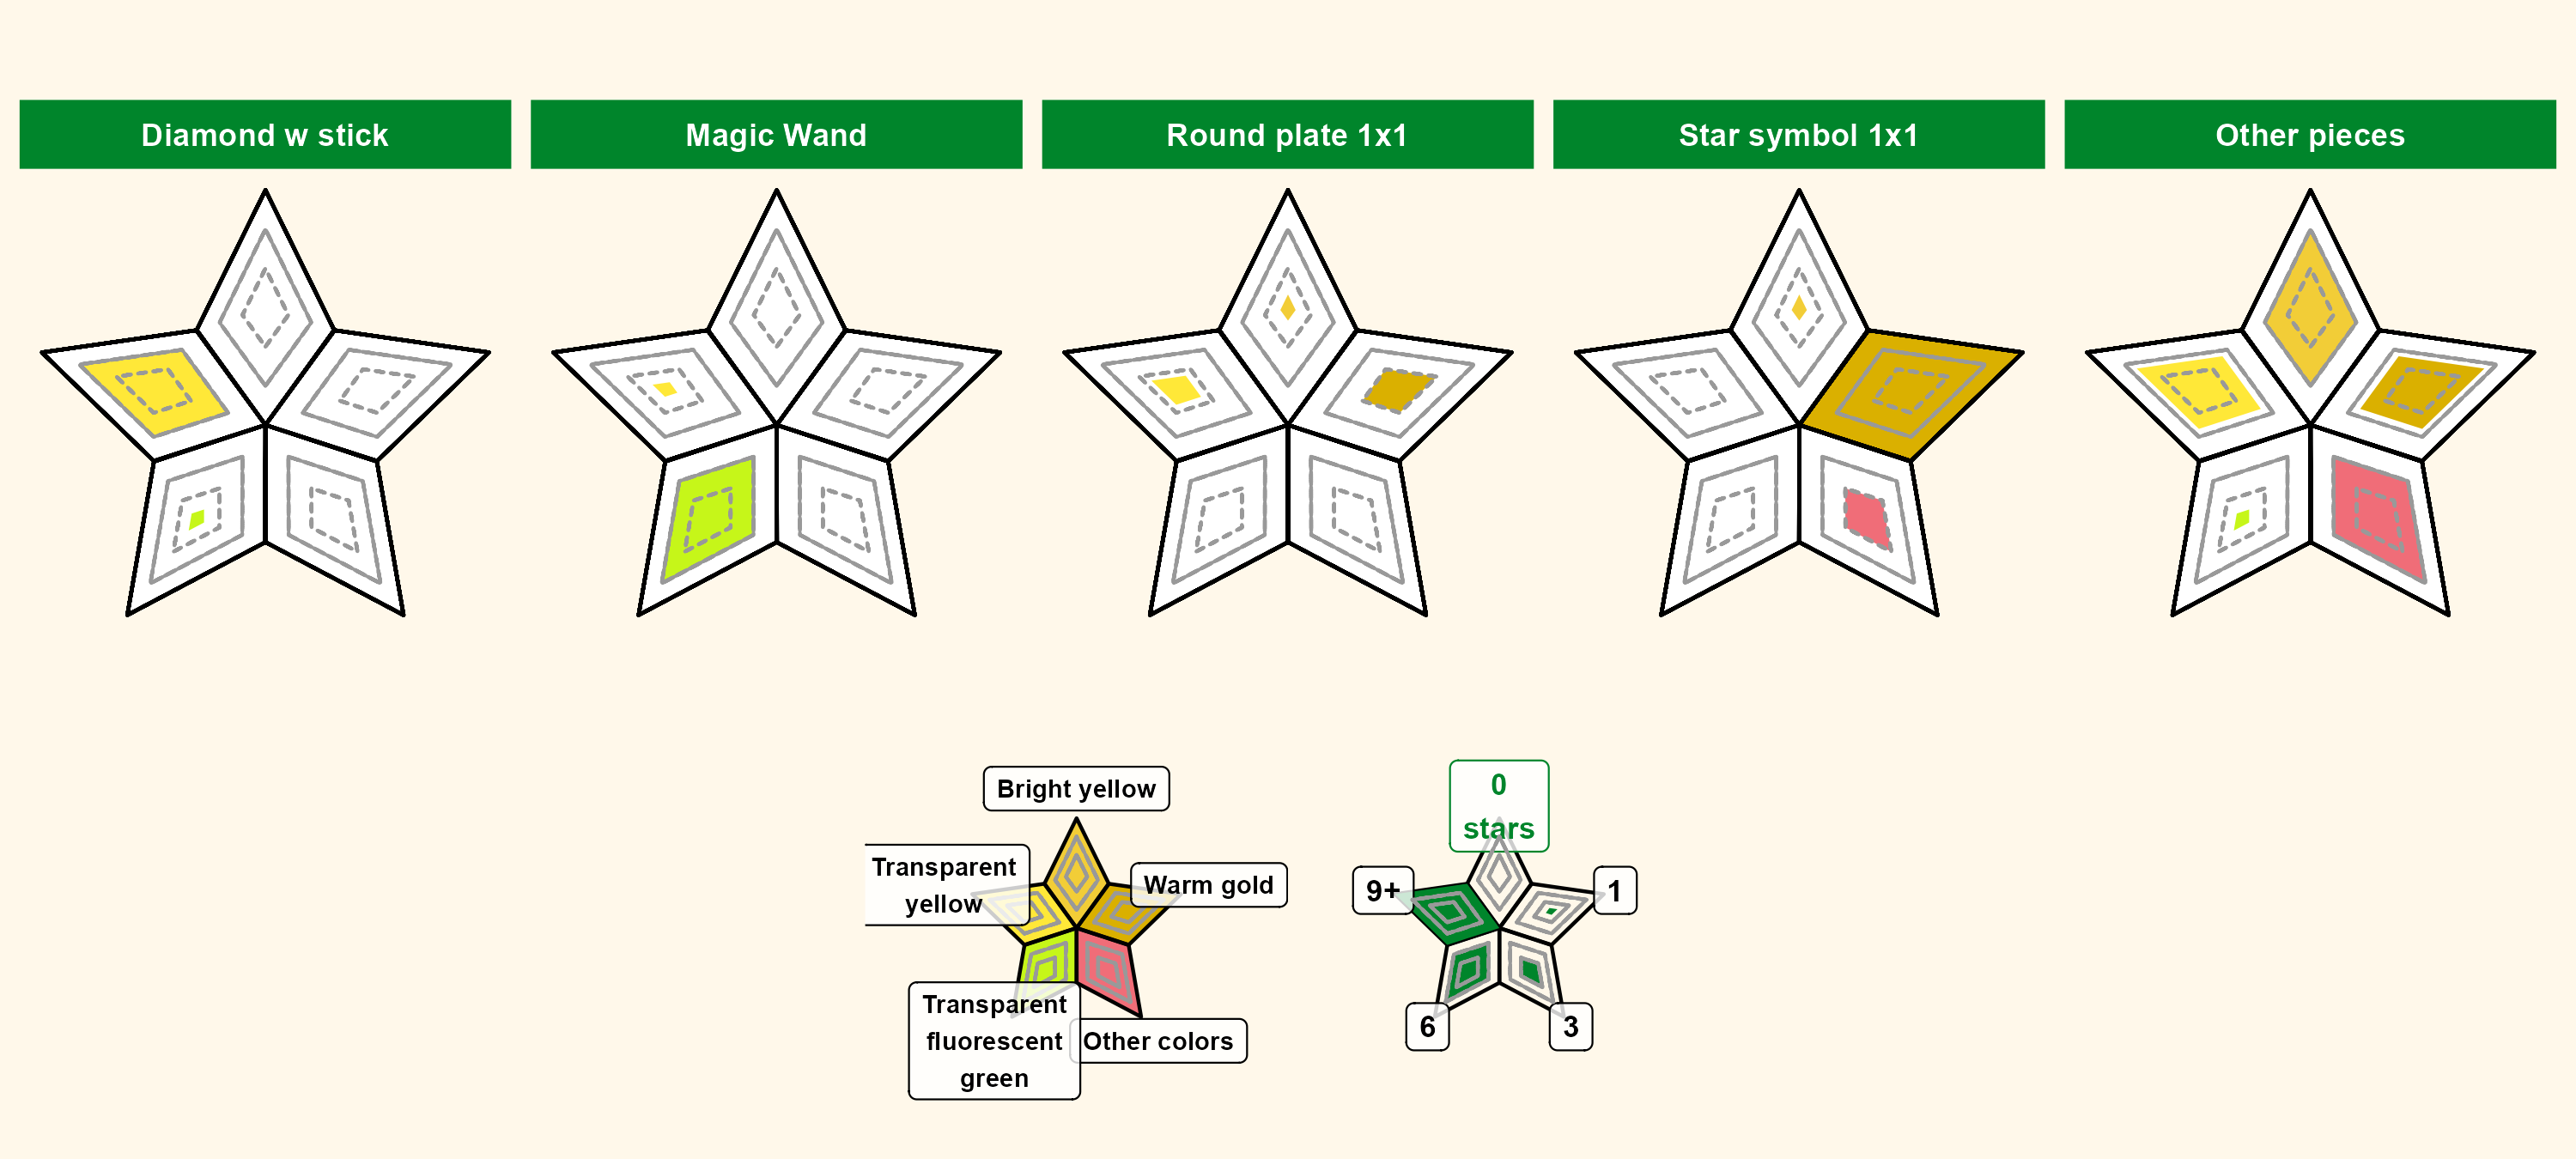 Diamond w stick
Magic Wand
Round plate 1x1
Star symbol 1x1
Other pieces
Bright yellow
Transparent
yellow
Warm gold
Transparent
fluorescent
green
Other colors
0
stars
9+
1
6
3